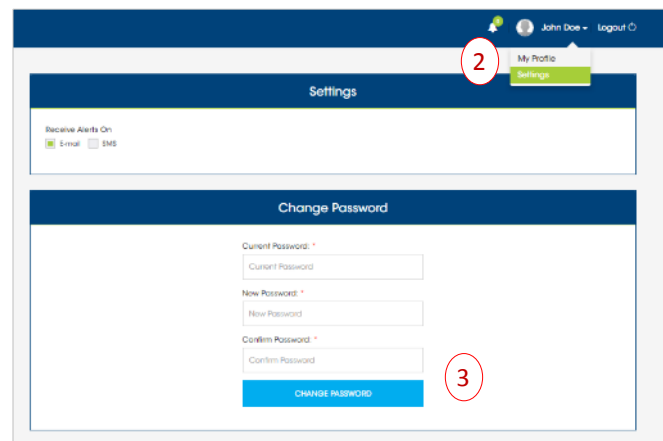 John Doe Logout
2
My Profile
Settings
Settings
Receive Alerts On
E-mail SMS
Change Password
Current Password: *
Current Password
New Password: *
New Password
Confirm Password: *
Confirm Password
CHANGE PASSWORD
3